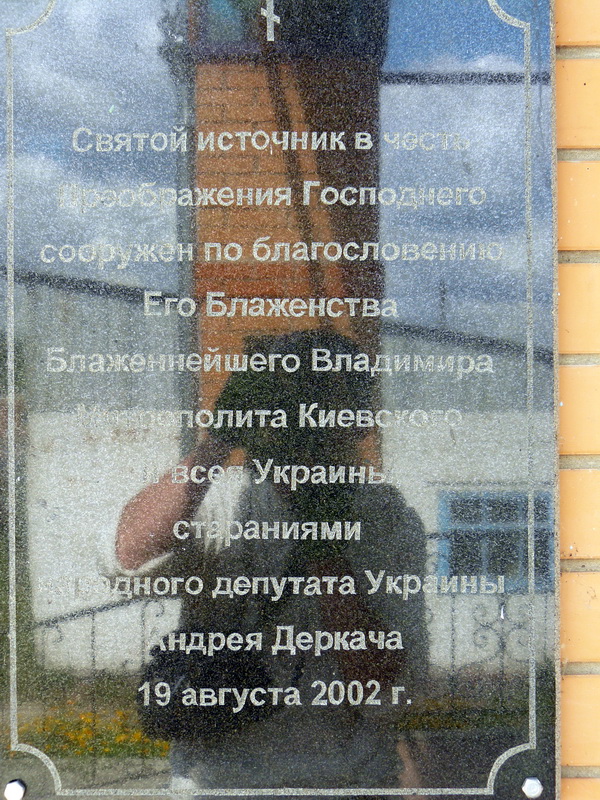 Святой источник в честь
Преображения Господнего
сооружен по благословению
Его Блаженства
Блаженнейшего Владимира
Митрополита Киевского
и всея Украины
стараниями
народного депутата Украины
Андрея Деркача
19 августа 2002 г.